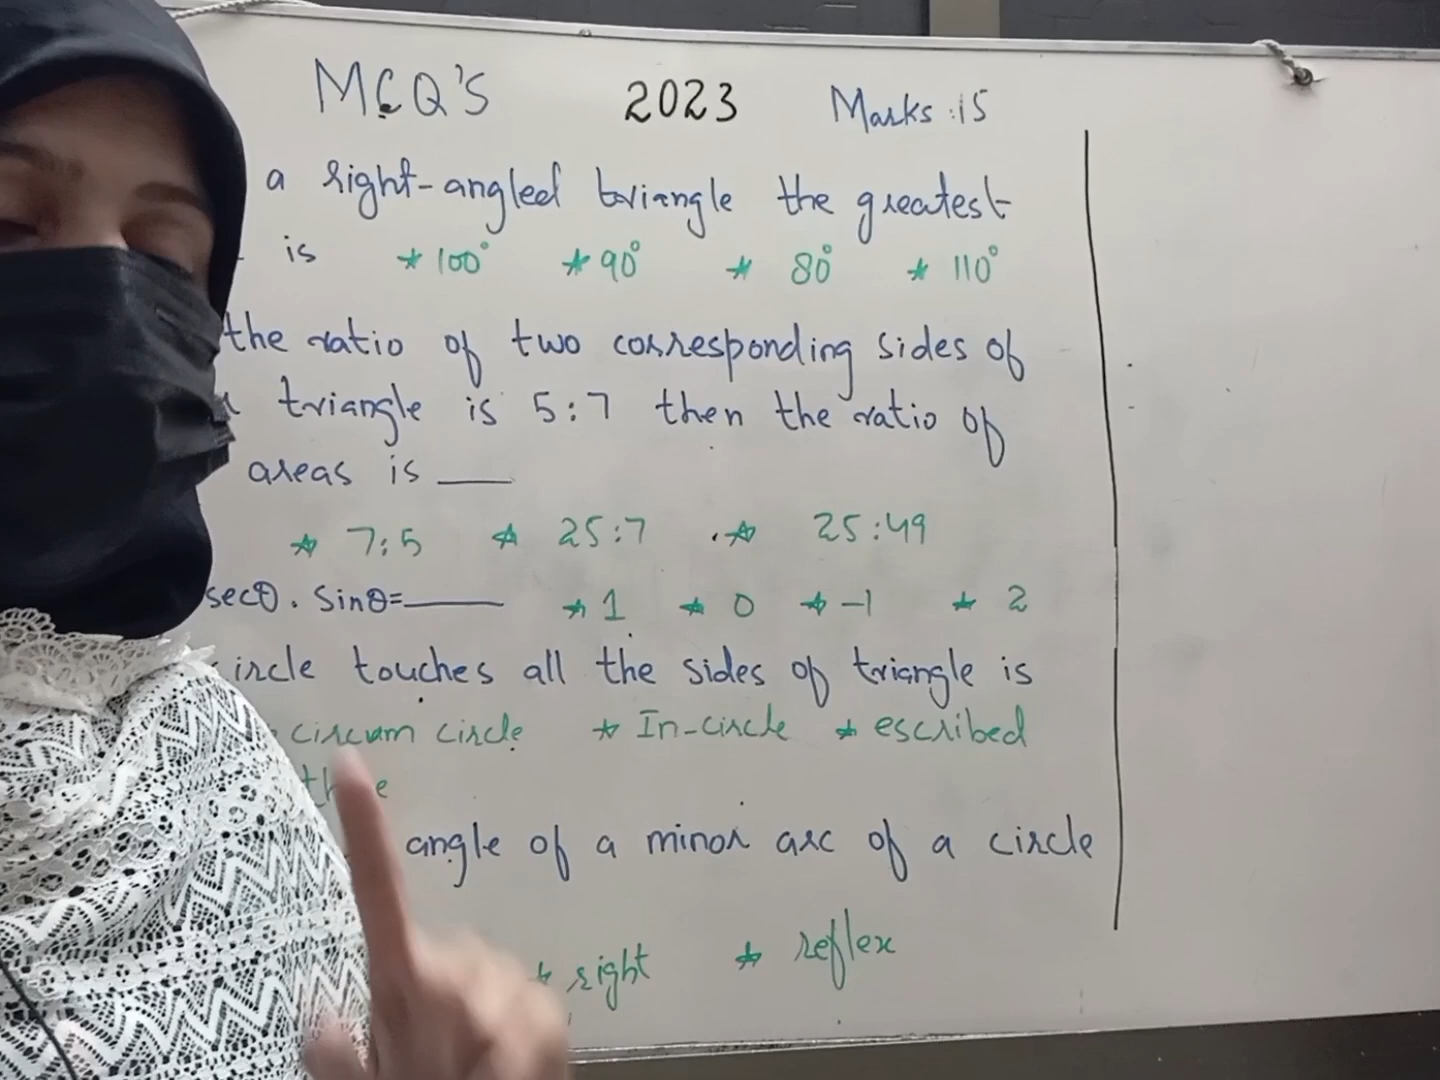 MCQ'S 2023 Marks :15
a right-angled triangle the greatest
is * 100° * 90° * 80° * 110°
the ratio of two corresponding sides of
triangle is 5:7 then the ratio of
areas is ___
* 7:5 * 25:7 * 25:49
secθ . sinθ=___ * 1 * 0 * -1 * 2
ircle touches all the sides of triangle is
circum circle * In-circle * escribed
angle of a minor arc of a circle
* right * reflex